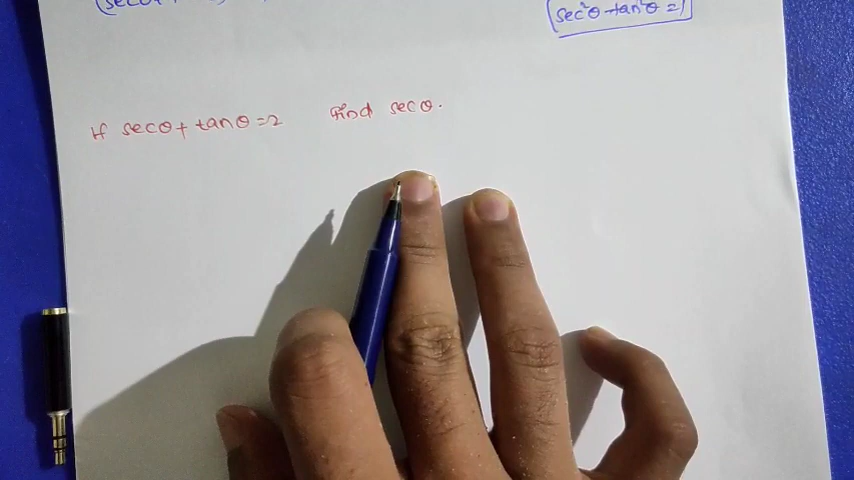 sec²θ-tan²θ=1
If secθ+tanθ=2 Find secθ.